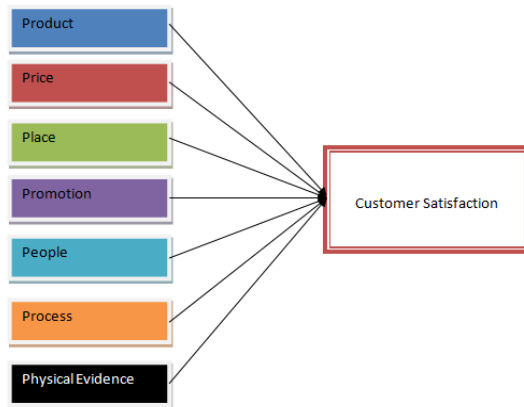 Product
Price
Place
Promotion
People
Process
Physical Evidence
Customer Satisfaction